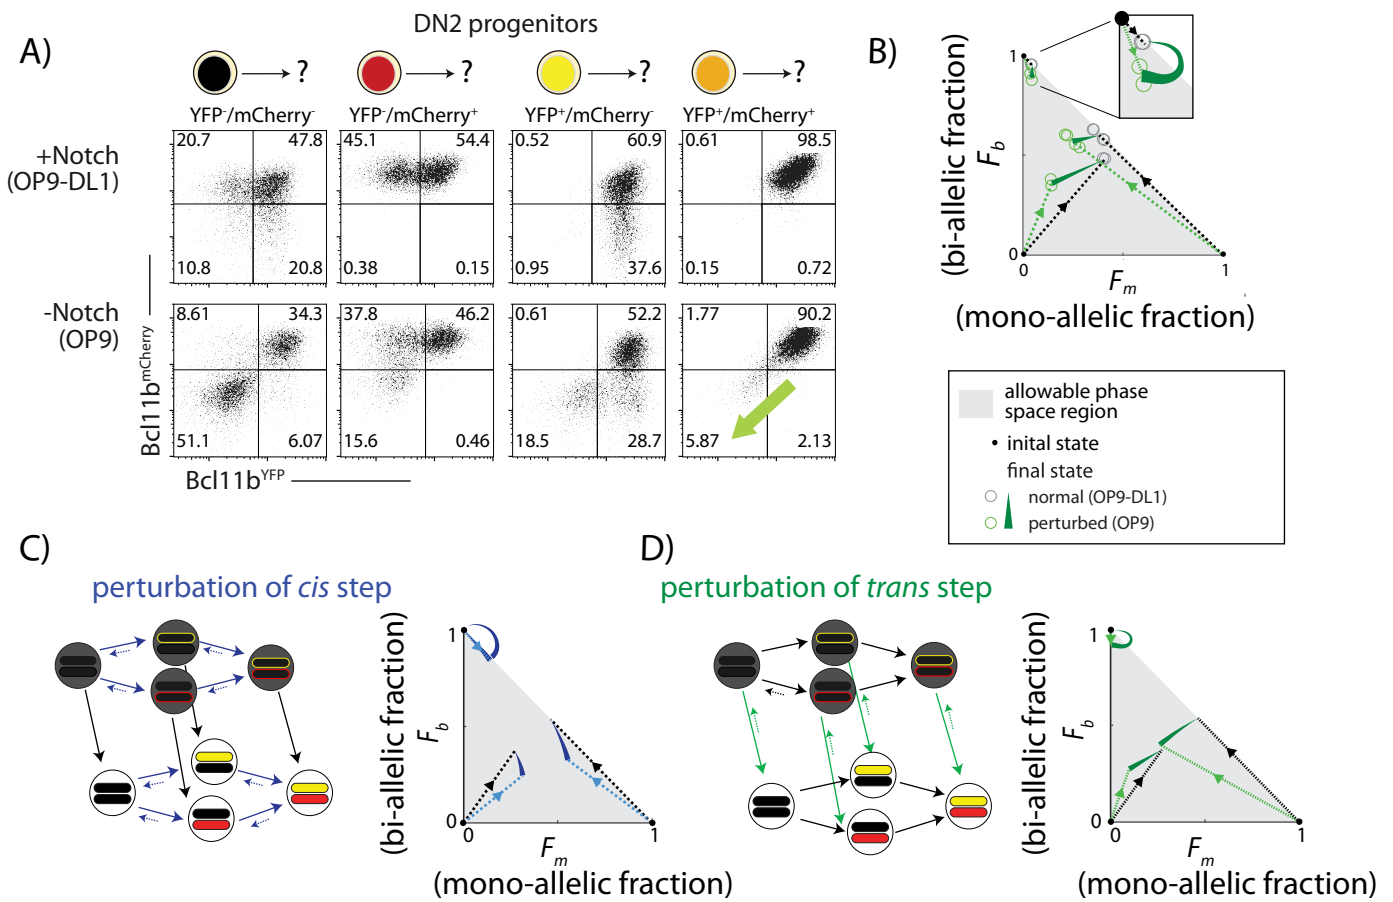 DN2 progenitors
A)
? ? ? ?
YFP-/mCherry- YFP-/mCherry+ YFP+/mCherry- YFP+/mCherry+
+Notch
(OP9-DL1)
20.7 47.8
10.8 20.8
45.1 54.4
0.38 0.15
0.52 60.9
0.95 37.6
0.61 98.5
0.15 0.72
-Notch
(OP9)
8.61 34.3
51.1 6.07
37.8 46.2
15.6 0.46
0.61 52.2
18.5 28.7
1.77 90.2
5.87 2.13
Bcl11b^mCherry
Bcl11b^YFP
B)
(bi-allelic fraction)
F_b
1
0
0 1
F_m
(mono-allelic fraction)
allowable phase
space region
inital state
final state
normal (OP9-DL1)
perturbed (OP9)
C)
perturbation of cis step
(bi-allelic fraction)
F_b
1
0
0 1
F_m
(mono-allelic fraction)
D)
perturbation of trans step
(bi-allelic fraction)
F_b
1
0
0 1
F_m
(mono-allelic fraction)